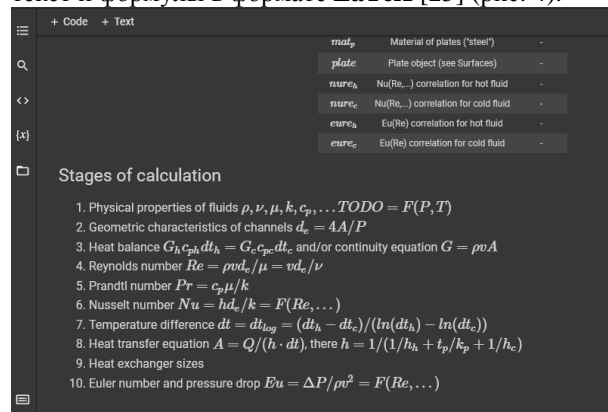 + Code + Text
mat_p Material of plates ("steel") -
plate Plate object (see Surfaces) -
nure_h Nu(Re,...) correlation for hot fluid -
nure_c Nu(Re,...) correlation for cold fluid -
eure_h Eu(Re) correlation for hot fluid -
eure_c Eu(Re) correlation for cold fluid -
{x}
Stages of calculation
1. Physical properties of fluids ρ, ν, μ, k, c_p, … TODO = F(P, T)
2. Geometric characteristics of channels d_e = 4A/P
3. Heat balance G_h c_{ph} dt_h = G_c c_{pc} dt_c and/or continuity equation G = ρvA
4. Reynolds number Re = ρvd_e/μ = vd_e/ν
5. Prandtl number Pr = c_p μ/k
6. Nusselt number Nu = hd_e/k = F(Re, …)
7. Temperature difference dt = dt_{log} = (dt_h − dt_c)/(ln(dt_h) − ln(dt_c))
8. Heat transfer equation A = Q/(h · dt), there h = 1/(1/h_h + t_p/k_p + 1/h_c)
9. Heat exchanger sizes
10. Euler number and pressure drop Eu = ΔP/ρv² = F(Re, …)